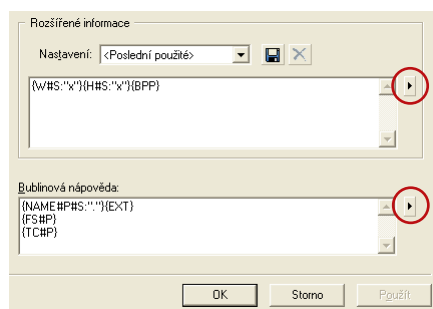 Rozšířené informace
Nastavení: <Poslední použité>
{W#S:"x"}{H#S:"x"}{BPP}
Bublinová nápověda:
{NAME#P#S:"."}{EXT}
{FS#P}
{TC#P}
OK Storno Použít